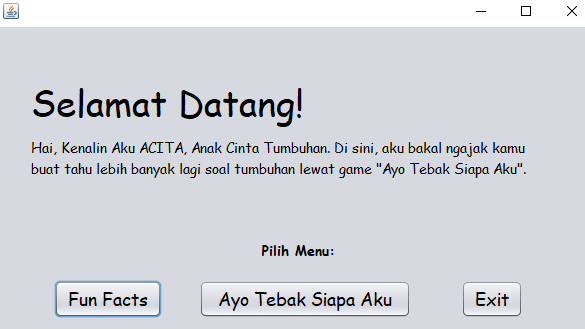 Selamat Datang!
Hai, Kenalin Aku ACITA, Anak Cinta Tumbuhan. Di sini, aku bakal ngajak kamu
buat tahu lebih banyak lagi soal tumbuhan lewat game "Ayo Tebak Siapa Aku".
Pilih Menu:
Fun Facts Ayo Tebak Siapa Aku Exit